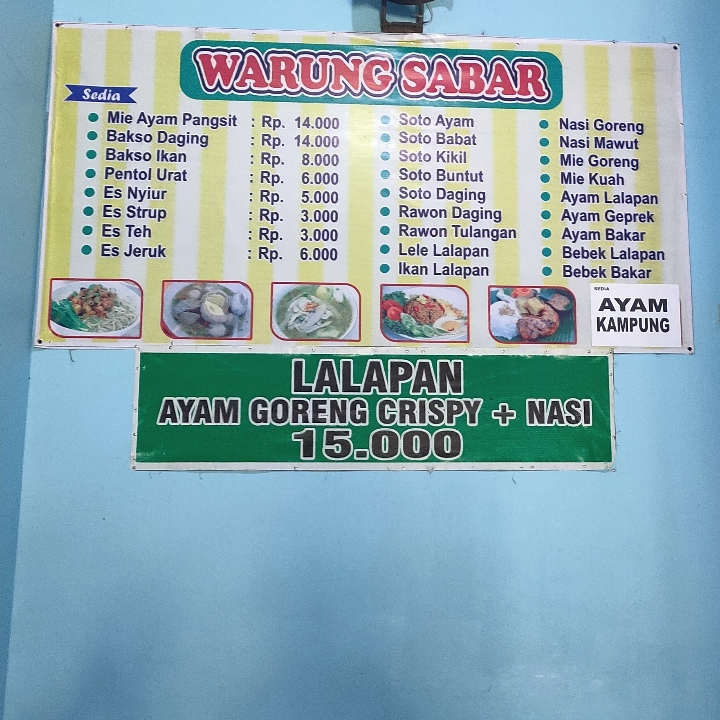 WARUNG SABAR
Sedia
Mie Ayam Pangsit : Rp. 14.000
Bakso Daging : Rp. 14.000
Bakso Ikan : Rp. 8.000
Pentol Urat : Rp. 6.000
Es Nyiur : Rp. 5.000
Es Strup : Rp. 3.000
Es Teh : Rp. 3.000
Es Jeruk : Rp. 6.000
Soto Ayam
Soto Babat
Soto Kikil
Soto Buntut
Soto Daging
Rawon Daging
Rawon Tulangan
Lele Lalapan
Ikan Lalapan
Nasi Goreng
Nasi Mawut
Mie Goreng
Mie Kuah
Ayam Lalapan
Ayam Geprek
Ayam Bakar
Bebek Lalapan
Bebek Bakar
SEDIA
AYAM
KAMPUNG
LALAPAN
AYAM GORENG CRISPY + NASI
15.000